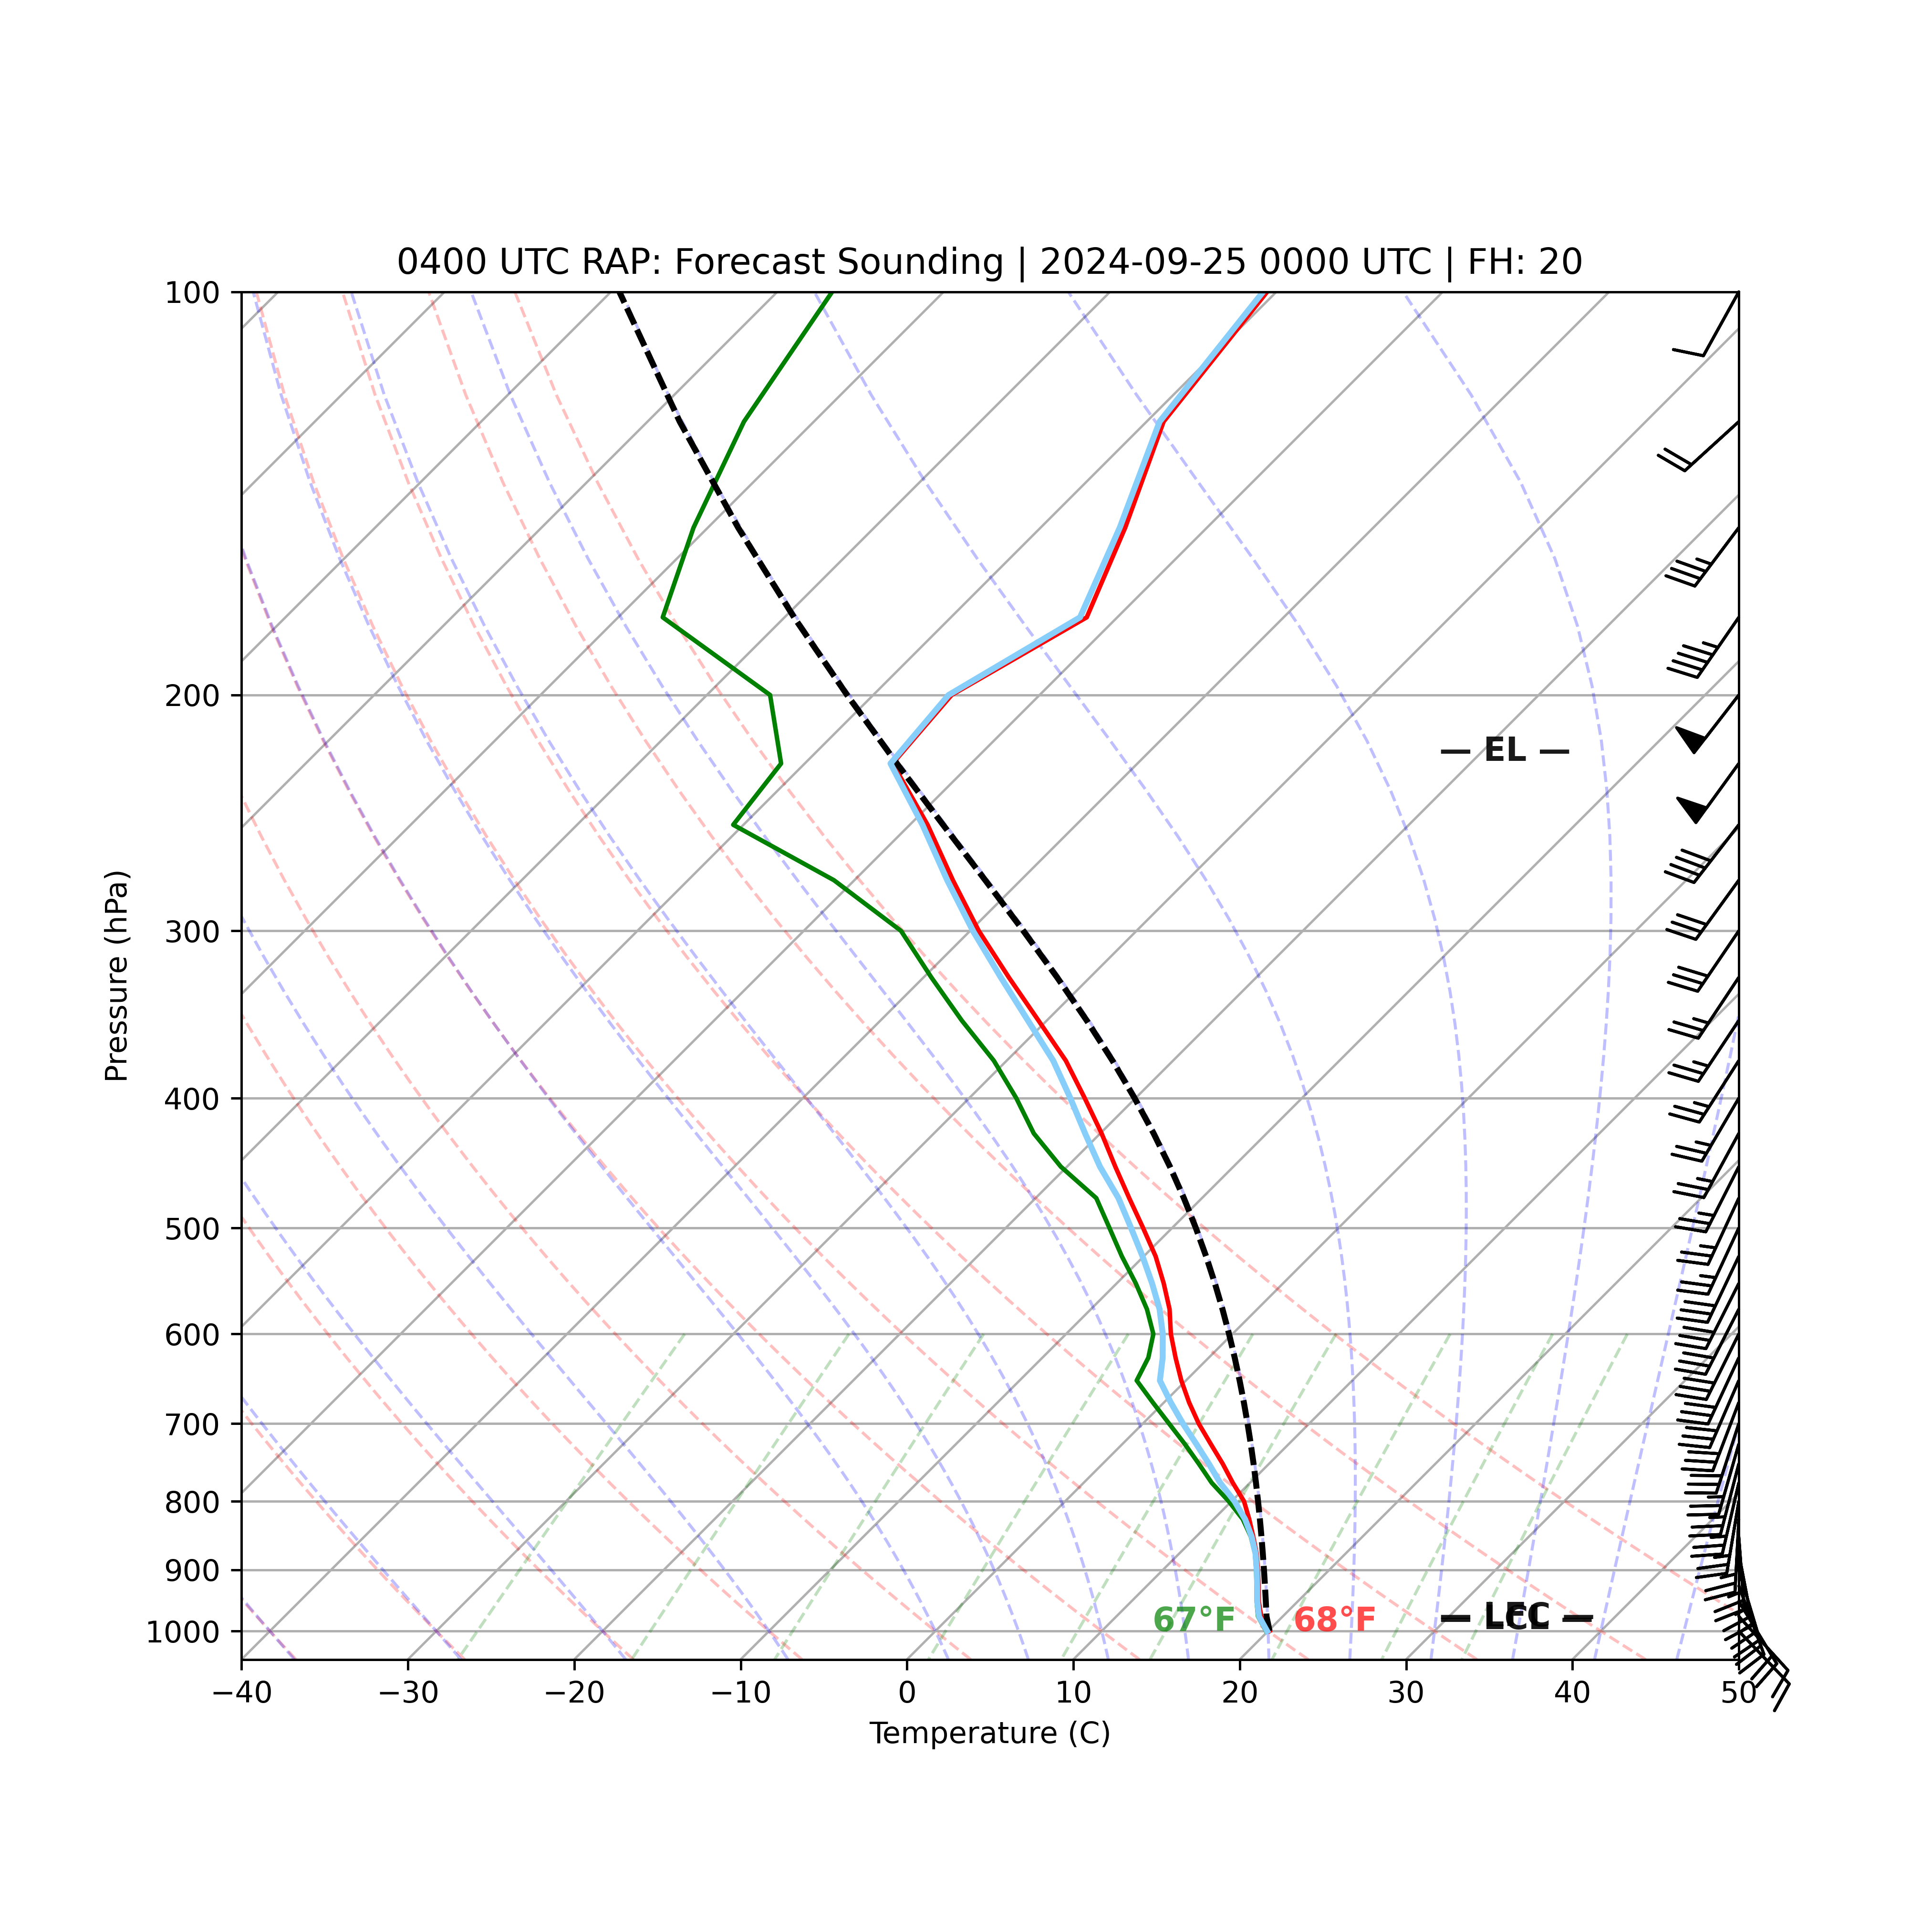 0400 UTC RAP: Forecast Sounding | 2024-09-25 0000 UTC | FH: 20
100
200
— EL —
300
Pressure (hPa)
400
500
600
700
800
900
67°F 68°F
1000
−40 −30 −20 −10 0 10 20 30 40 50
Temperature (C)